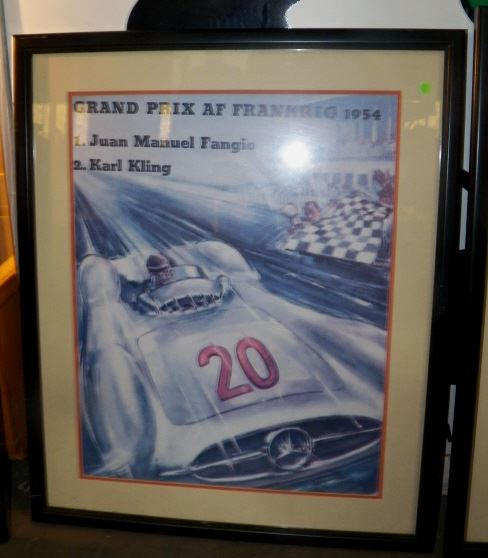 GRAND PRIX AF FRANKRIG 1954
1. Juan Manuel Fangio
2. Karl Kling
20